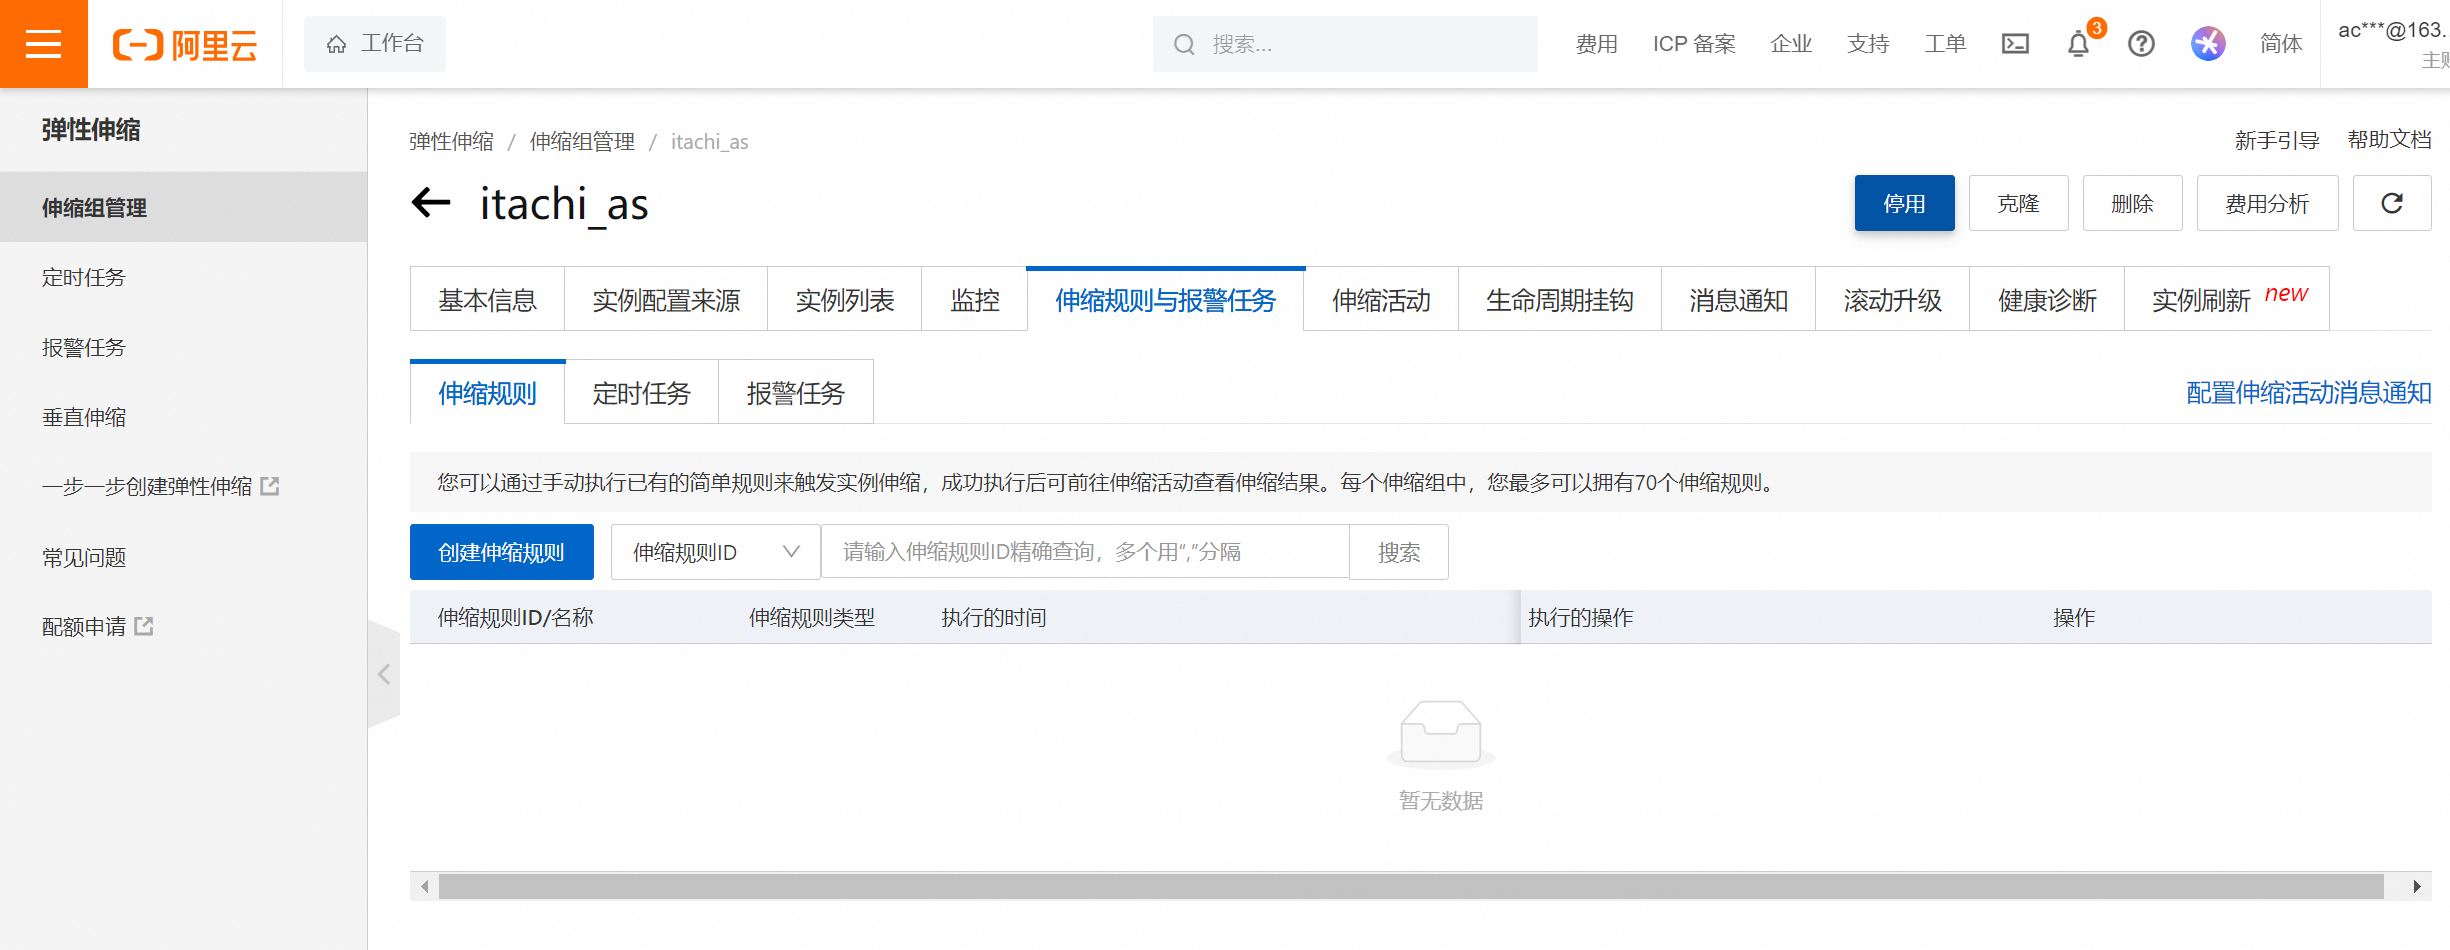 阿里云
工作台
搜索...
费用
ICP 备案
企业
支持
工单
3
简体
ac***@163.
弹性伸缩
伸缩组管理
定时任务
报警任务
垂直伸缩
一步一步创建弹性伸缩
常见问题
配额申请
弹性伸缩 / 伸缩组管理 / itachi_as
新手引导
帮助文档
itachi_as
停用
克隆
删除
费用分析
基本信息
实例配置来源
实例列表
监控
伸缩规则与报警任务
伸缩活动
生命周期挂钩
消息通知
滚动升级
健康诊断
实例刷新 new
伸缩规则
定时任务
报警任务
配置伸缩活动消息通知
您可以通过手动执行已有的简单规则来触发实例伸缩，成功执行后可前往伸缩活动查看伸缩结果。每个伸缩组中，您最多可以拥有70个伸缩规则。
创建伸缩规则
伸缩规则ID
请输入伸缩规则ID精确查询，多个用“,”分隔
搜索
伸缩规则ID/名称
伸缩规则类型
执行的时间
执行的操作
操作
暂无数据